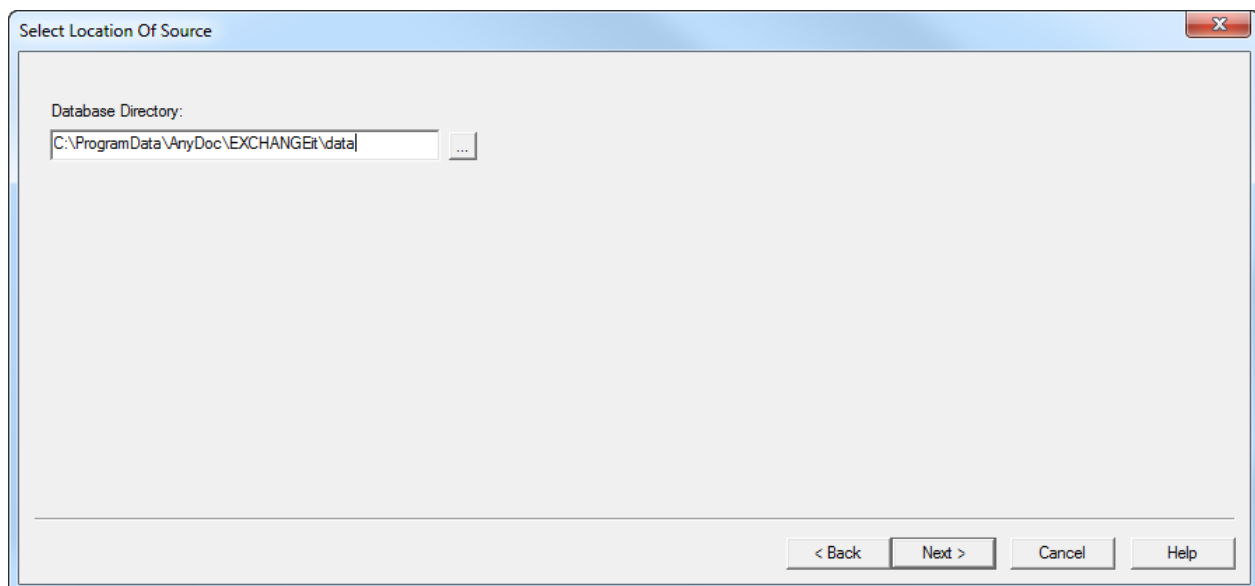 Select Location Of Source
Database Directory:
C:\ProgramData\AnyDoc\EXCHANGEit\data
...
< Back Next > Cancel Help